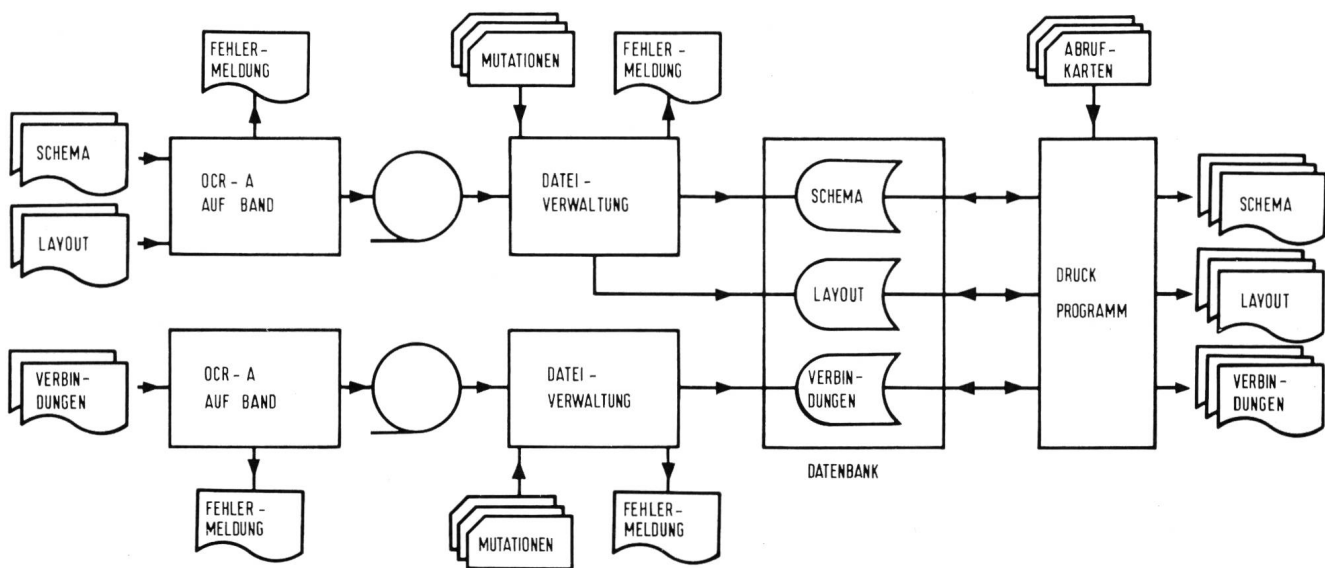 FEHLER-
MELDUNG
MUTATIONEN
FEHLER-
MELDUNG
ABRUF-
KARTEN
SCHEMA
LAYOUT
OCR-A
AUF BAND
DATEI-
VERWALTUNG
SCHEMA
LAYOUT
DRUCK
PROGRAMM
SCHEMA
LAYOUT
VERBIN-
DUNGEN
OCR-A
AUF BAND
DATEI-
VERWALTUNG
VERBIN-
DUNGEN
VERBIN-
DUNGEN
DATENBANK
FEHLER-
MELDUNG
MUTATIONEN
FEHLER-
MELDUNG